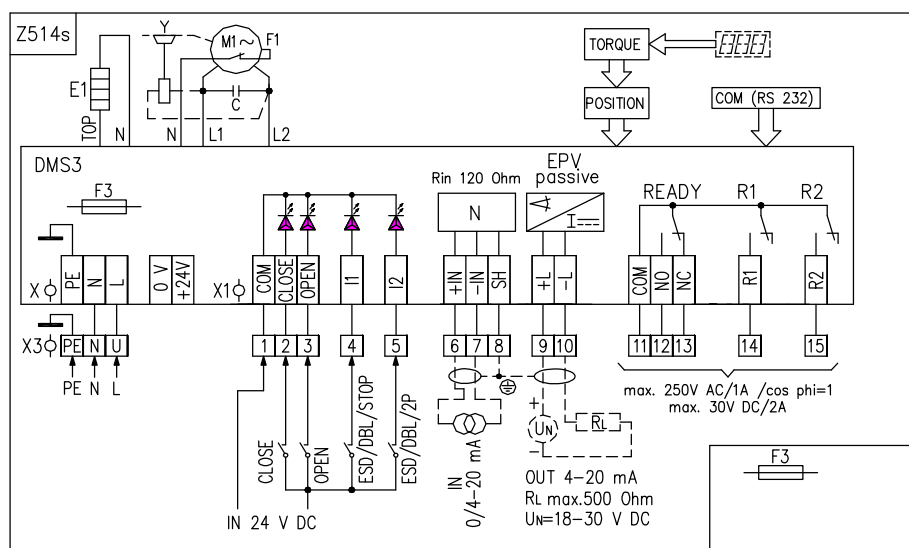 Z514s
Y
M1~
F1
E1
C
TOP
N
N
L1
L2
TORQUE
POSITION
COM (RS 232)
DMS3
F3
Rin 120 Ohm
N
EPV
passive
I
READY
R1
R2
X
PE
N
L
0 V
+24V
X1
COM
CLOSE
OPEN
I1
I2
+IN
-IN
SH
+L
-L
COM
NO
NC
R1
R2
X3
PE
N
U
1
2
3
4
5
6
7
8
9
10
11
12
13
14
15
PE N L
CLOSE
OPEN
ESD/DBL/STOP
ESD/DBL/2P
IN 24 V DC
IN
0/4-20 mA
+
UN
-
RL
OUT 4-20 mA
RL max.500 Ohm
UN=18-30 V DC
max. 250V AC/1A /cos phi=1
max. 30V DC/2A
F3